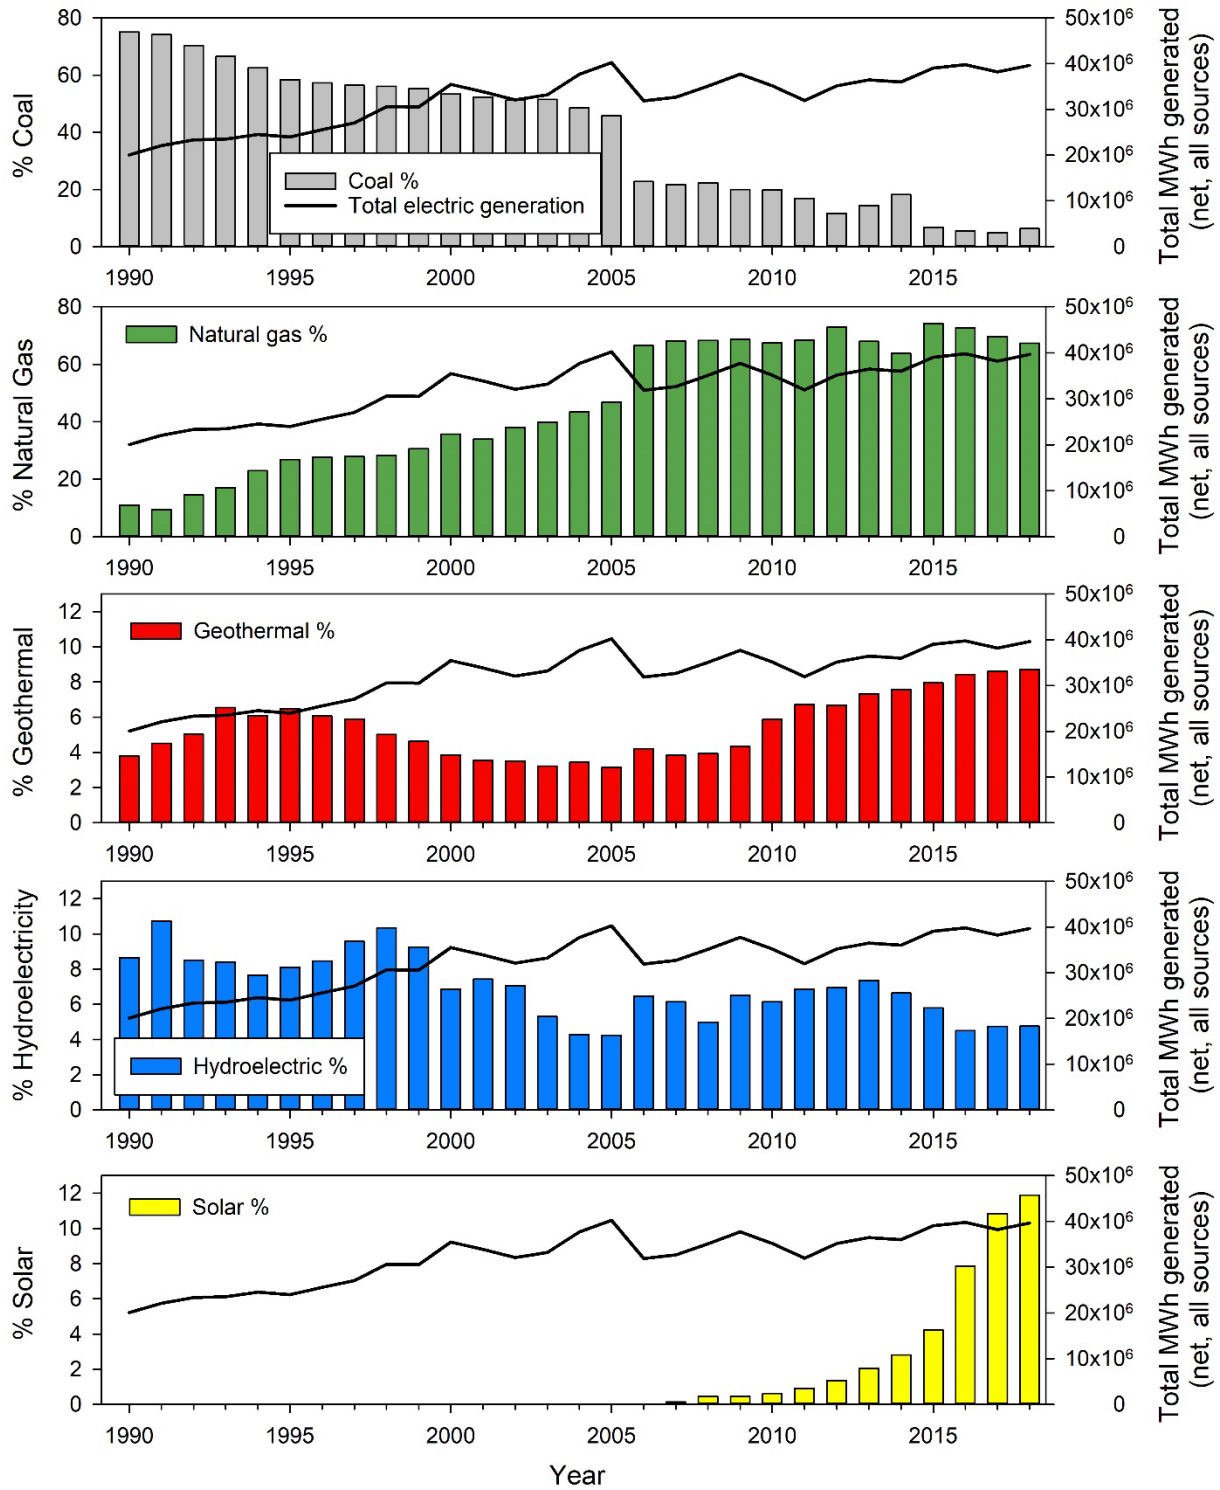 80
60
40
20
0
% Coal
Coal %
Total electric generation
50x10⁶
40x10⁶
30x10⁶
20x10⁶
10x10⁶
0
Total MWh generated
(net, all sources)
1990 1995 2000 2005 2010 2015
80
60
40
20
0
% Natural Gas
Natural gas %
50x10⁶
40x10⁶
30x10⁶
20x10⁶
10x10⁶
0
Total MWh generated
(net, all sources)
1990 1995 2000 2005 2010 2015
12
10
8
6
4
2
0
% Geothermal
Geothermal %
50x10⁶
40x10⁶
30x10⁶
20x10⁶
10x10⁶
0
Total MWh generated
(net, all sources)
1990 1995 2000 2005 2010 2015
12
10
8
6
4
2
0
% Hydroelectricity
Hydroelectric %
50x10⁶
40x10⁶
30x10⁶
20x10⁶
10x10⁶
0
Total MWh generated
(net, all sources)
1990 1995 2000 2005 2010 2015
12
10
8
6
4
2
0
% Solar
Solar %
50x10⁶
40x10⁶
30x10⁶
20x10⁶
10x10⁶
0
Total MWh generated
(net, all sources)
1990 1995 2000 2005 2010 2015
Year